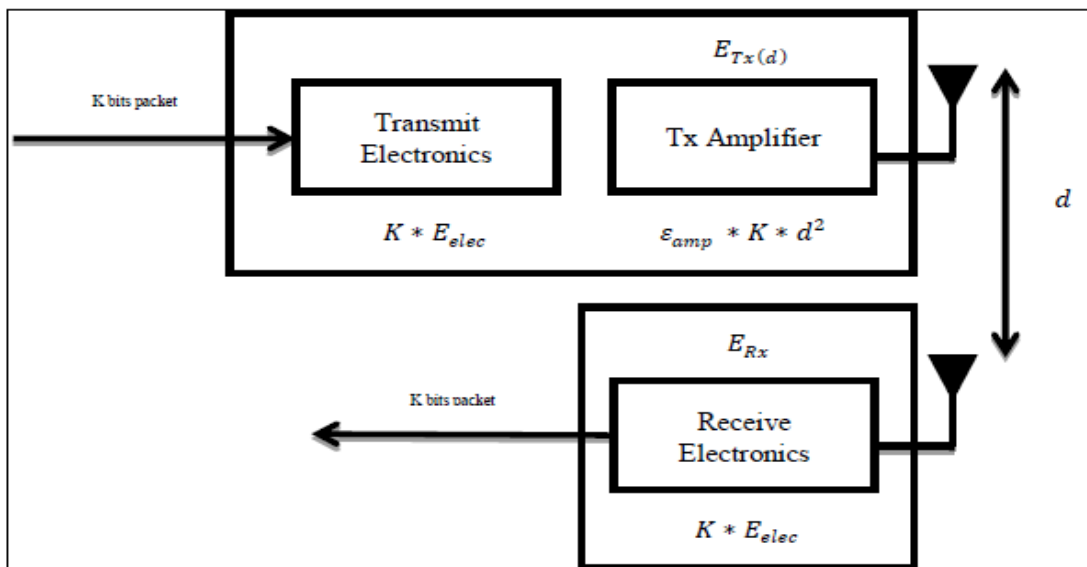 E_{Tx(d)}
K bits packet
Transmit
Electronics
Tx Amplifier
K * E_{elec}
ε_{amp} * K * d²
d
E_{Rx}
K bits packet
Receive
Electronics
K * E_{elec}